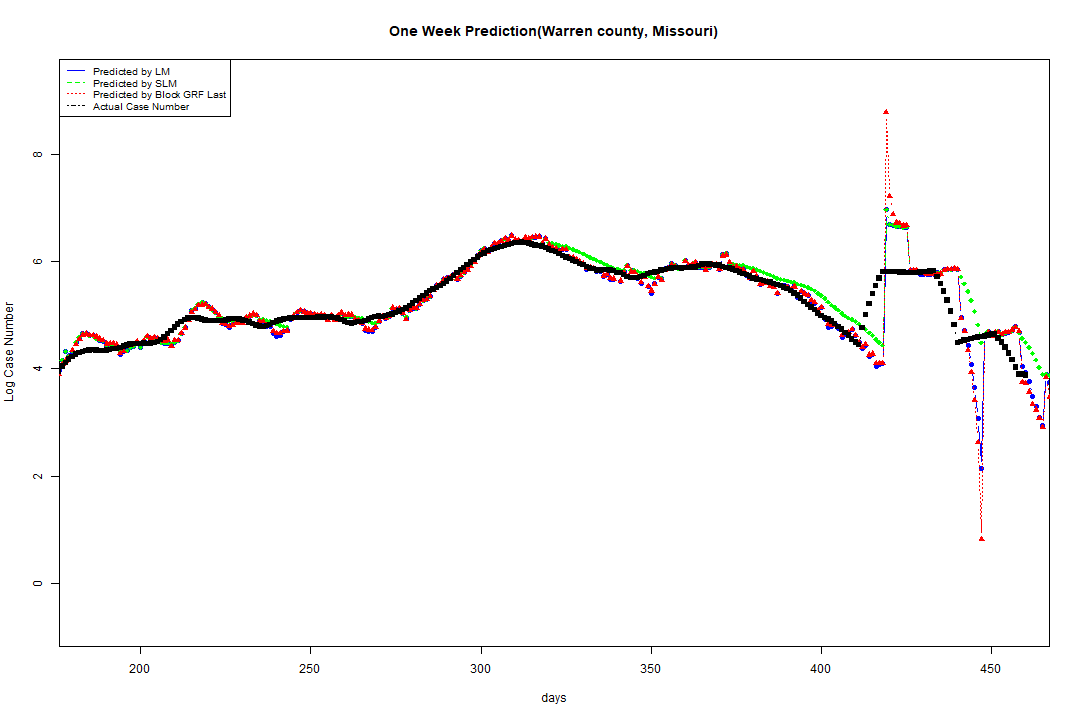 One Week Prediction(Warren county, Missouri)
Predicted by LM
Predicted by SLM
Predicted by Block GRF Last
Actual Case Number
8
6
4
2
0
Log Case Number
200 250 300 350 400 450
days